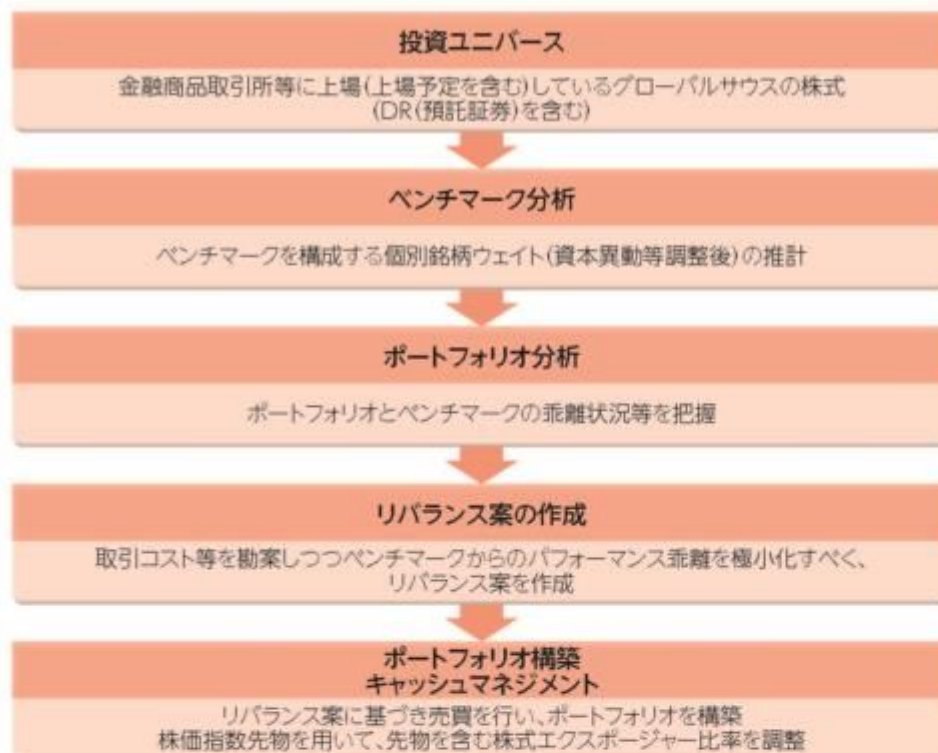 投資ユニバース
金融商品取引所等に上場(上場予定を含む)しているグローバルサウスの株式
(DR(預託証券)を含む)
ベンチマーク分析
ベンチマークを構成する個別銘柄ウェイト(資本異動等調整後)の推計
ポートフォリオ分析
ポートフォリオとベンチマークの乖離状況等を把握
リバランス案の作成
取引コスト等を勘案しつつベンチマークからのパフォーマンス乖離を極小化すべく、
リバランス案を作成
ポートフォリオ構築
キャッシュマネジメント
リバランス案に基づき売買を行い、ポートフォリオを構築
株価指数先物を用いて、先物を含む株式エクスポージャー比率を調整